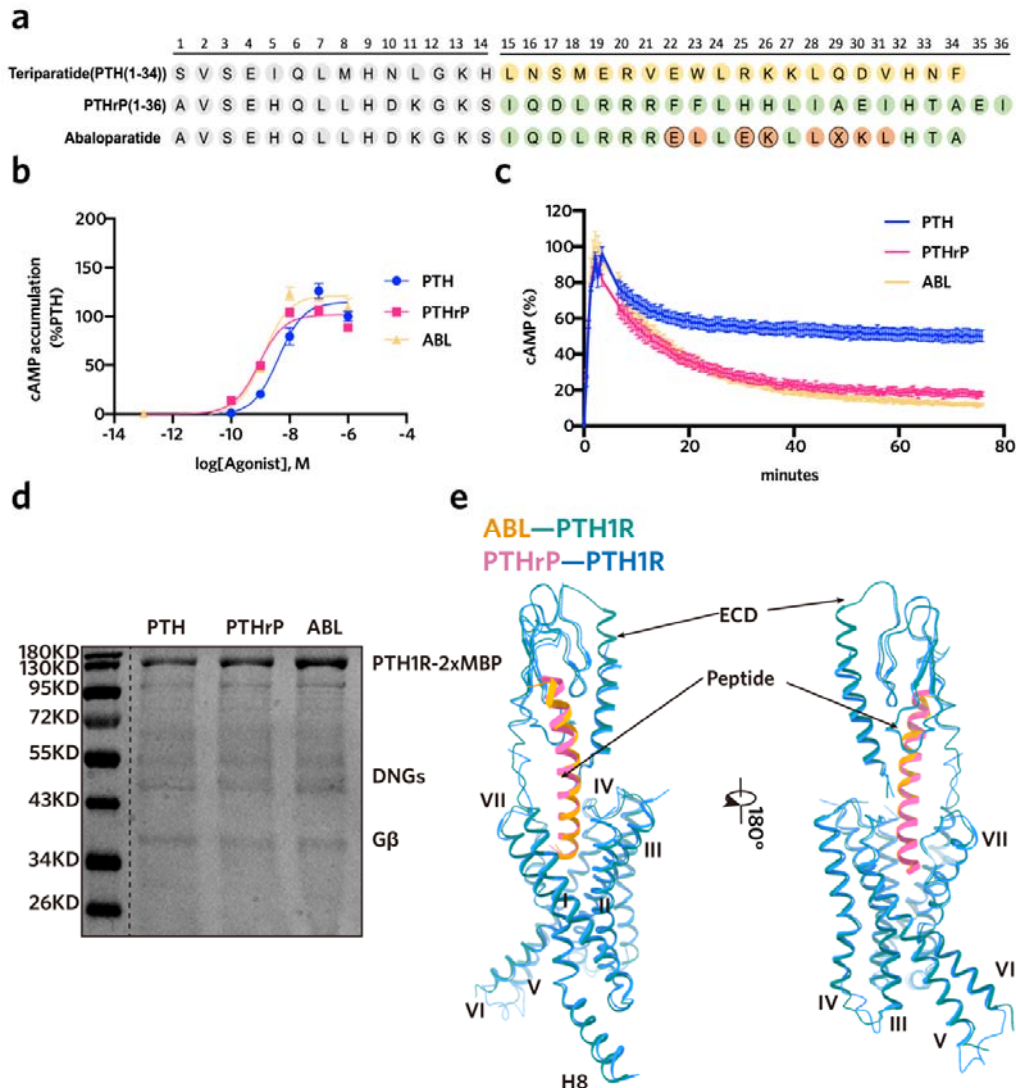 a
1 2 3 4 5 6 7 8 9 10 11 12 13 14 15 16 17 18 19 20 21 22 23 24 25 26 27 28 29 30 31 32 33 34 35 36
Teriparatide(PTH(1-34)) S V S E I Q L M H N L G K H L N S M E R V E W L R K K L Q D V H N F
PTHrP(1-36) A V S E H Q L L H D K G K S I Q D L R R R F F L H H L I A E I H T A E I
Abaloparatide A V S E H Q L L H D K G K S I Q D L R R R E L L E K L L X K L H T A
b
cAMP accumulation
(%PTH)
200
150
100
50
0
-14 -12 -10 -8 -6 -4
log[Agonist], M
PTH
PTHrP
ABL
c
cAMP (%)
120
100
80
60
40
20
0
0 20 40 60 80
minutes
PTH
PTHrP
ABL
d
PTH PTHrP ABL
180KD
130KD
95KD
72KD
55KD
43KD
34KD
26KD
PTH1R-2xMBP
DNGs
Gβ
e
ABL—PTH1R
PTHrP—PTH1R
ECD
Peptide
VII
IV
III
I
II
V
VI
H8
180°
VII
VI
IV
III
V